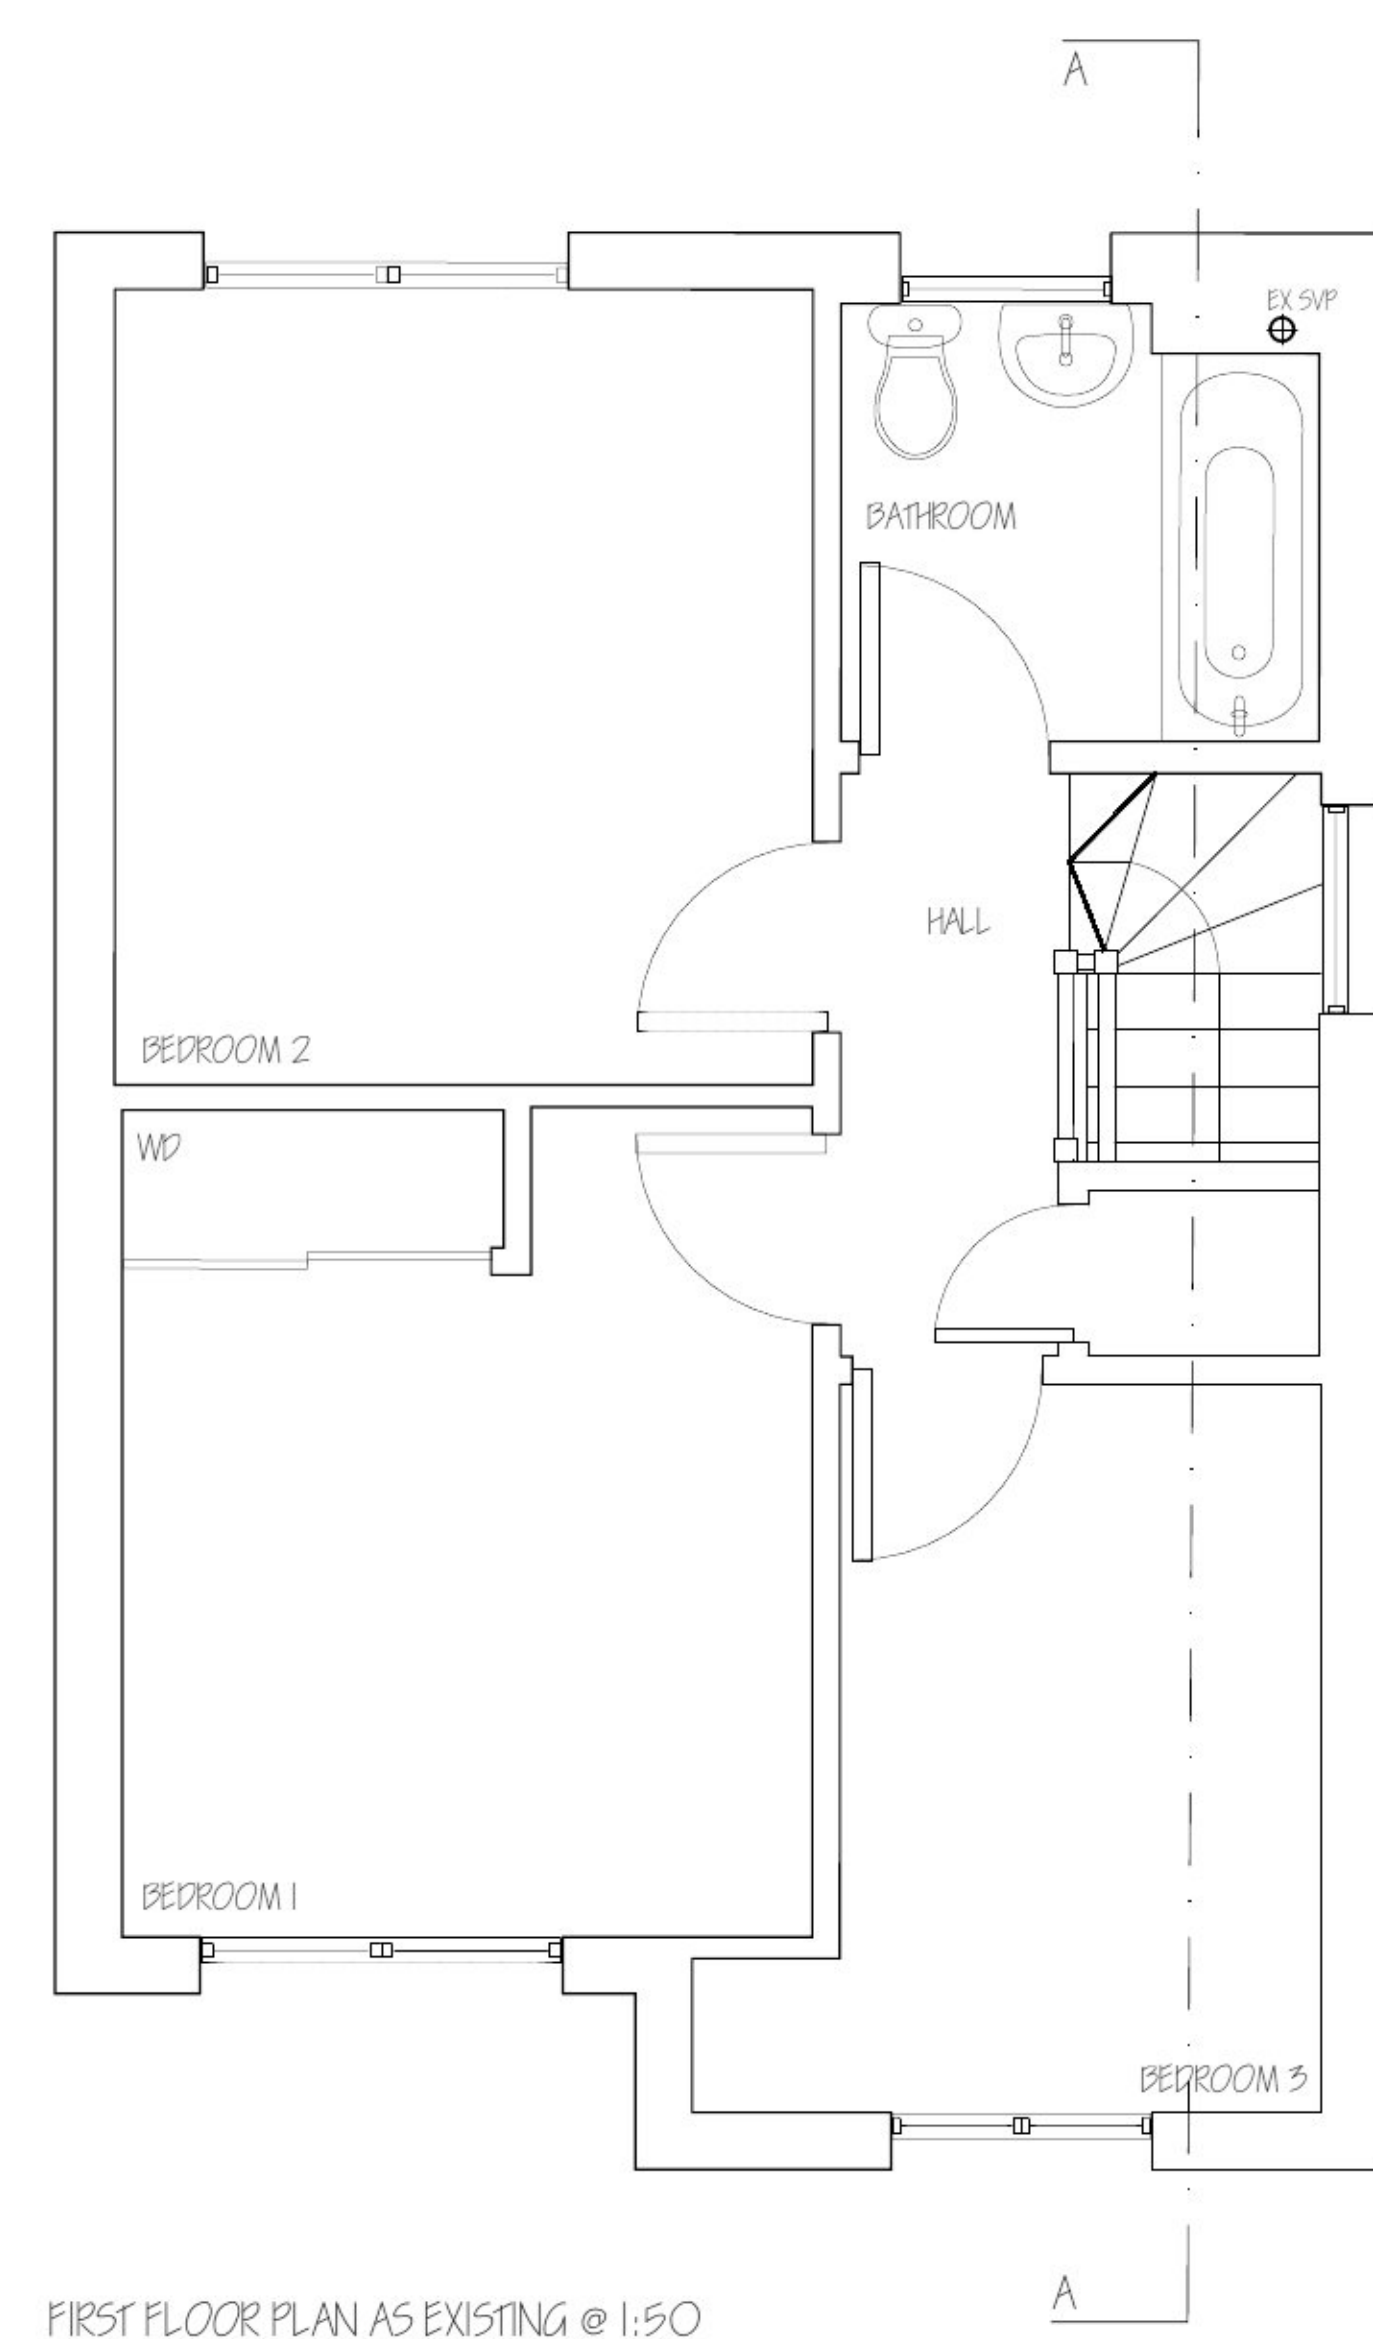 A
EX SVP
BATHROOM
HALL
BEDROOM 2
WD
BEDROOM 1
BEDROOM 3
A
FIRST FLOOR PLAN AS EXISTING @ 1:50